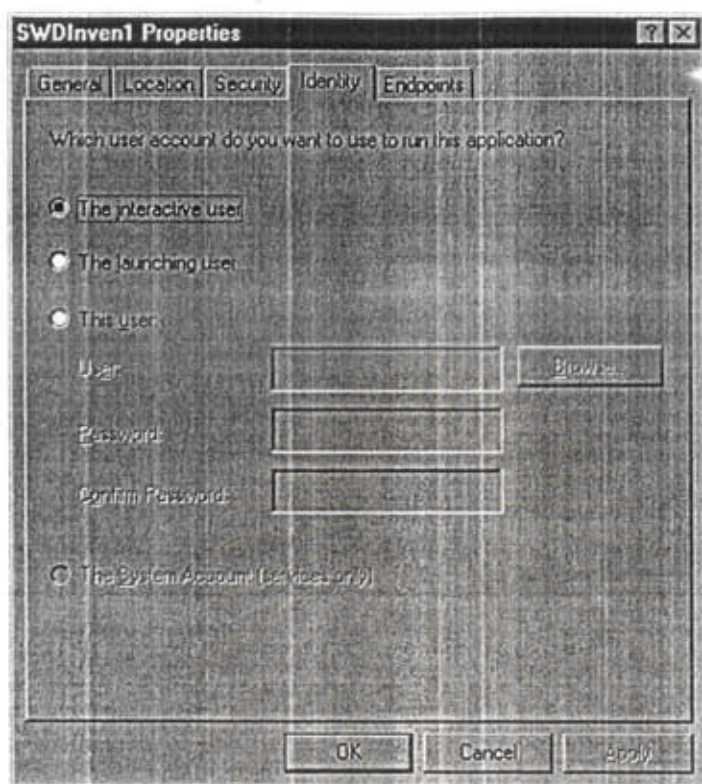 SWDInven1 Properties
General Location Security Identity Endpoints
Which user account do you want to use to run this application?
The interactive user
The launching user
This user:
User:
Browse...
Password:
Confirm Password:
The System Account (services only)
OK Cancel Apply